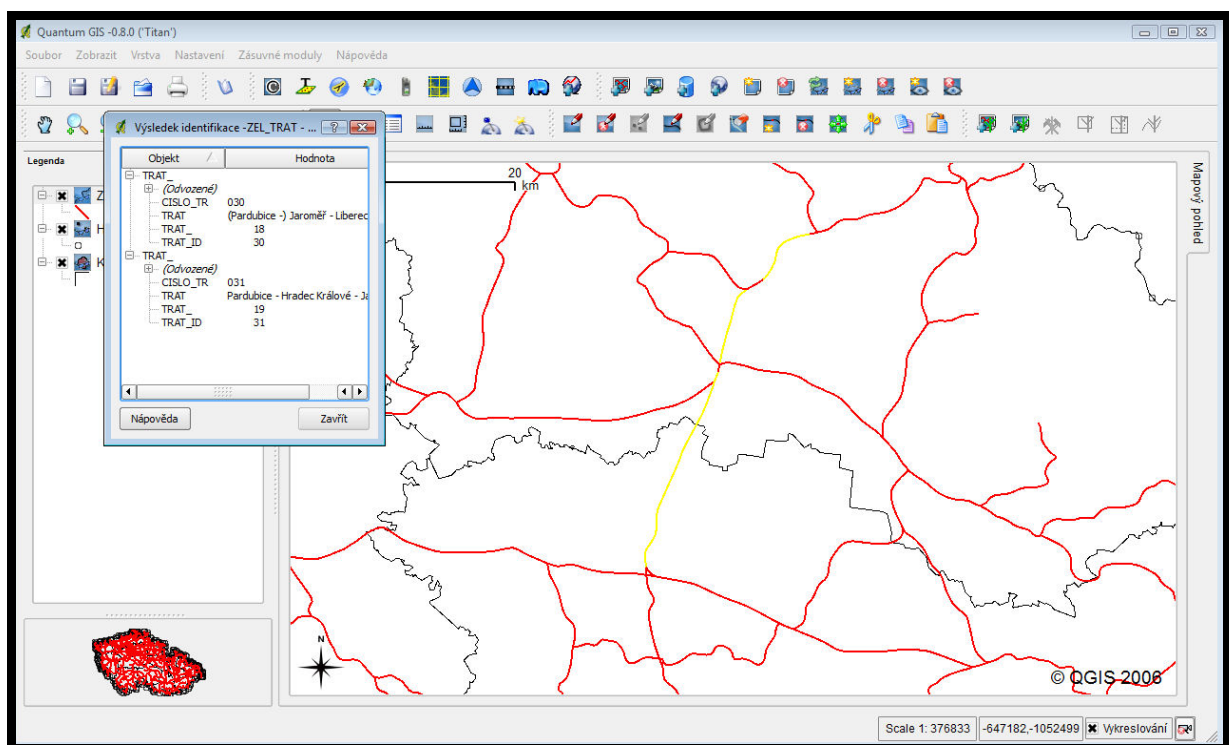 Quantum GIS -0.8.0 ('Titan')
Soubor Zobrazit Vrstva Nastavení Zásuvné moduly Nápověda
Výsledek identifikace -ZEL_TRAT - ...
Objekt Hodnota
TRAT_
(Odvozené)
CISLO_TR 030
TRAT (Pardubice -) Jaroměř - Liberec
TRAT_ 18
TRAT_ID 30
TRAT_
(Odvozené)
CISLO_TR 031
TRAT Pardubice - Hradec Králové - Ja
TRAT_ 19
TRAT_ID 31
Nápověda Zavřít
Legenda
Z
H
K
20
km
Mapový pohled
N
© QGIS 2006
Scale 1: 376833 -647182,-1052499 Vykreslování